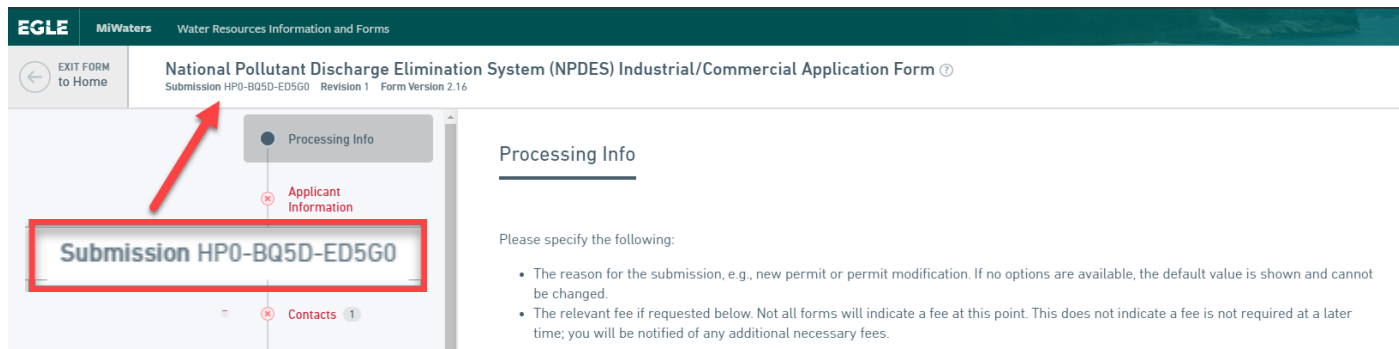 EGLE MiWaters Water Resources Information and Forms
EXIT FORM
to Home
National Pollutant Discharge Elimination System (NPDES) Industrial/Commercial Application Form
Submission HP0-BQ5D-ED5G0 Revision 1 Form Version 2.16
Processing Info
Applicant
Information
Submission HP0-BQ5D-ED5G0
Contacts 1
Processing Info
Please specify the following:
• The reason for the submission, e.g., new permit or permit modification. If no options are available, the default value is shown and cannot
be changed.
• The relevant fee if requested below. Not all forms will indicate a fee at this point. This does not indicate a fee is not required at a later
time; you will be notified of any additional necessary fees.